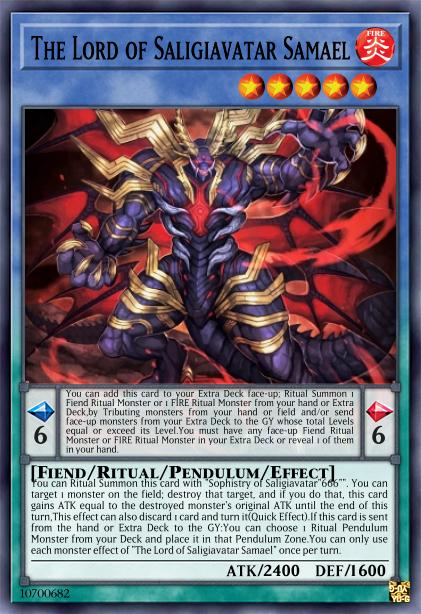 The Lord of Saligiavatar Samael
FIRE
炎
You can add this card to your Extra Deck face-up; Ritual Summon 1
Fiend Ritual Monster or 1 FIRE Ritual Monster from your hand or Extra
Deck,by Tributing monsters from your hand or field and/or send
face-up monsters from your Extra Deck to the GY whose total Levels
equal or exceed its Level.You must have any face-up Fiend Ritual
Monster or FIRE Ritual Monster in your Extra Deck or reveal 1 of them
in your hand.
6
6
[Fiend/Ritual/Pendulum/Effect]
You can Ritual Summon this card with "Sophistry of Saligiavatar"666"". You can
target 1 monster on the field; destroy that target, and if you do that, this card
gains ATK equal to the destroyed monster's original ATK until the end of this
turn,This effect can also discard 1 card and turn it(Quick Effect).If this card is sent
from the hand or Extra Deck to the GY:You can choose 1 Ritual Pendulum
Monster from your Deck and place it in that Pendulum Zone.You can only use
each monster effect of "The Lord of Saligiavatar Samael" once per turn.
ATK/2400 DEF/1600
10700682